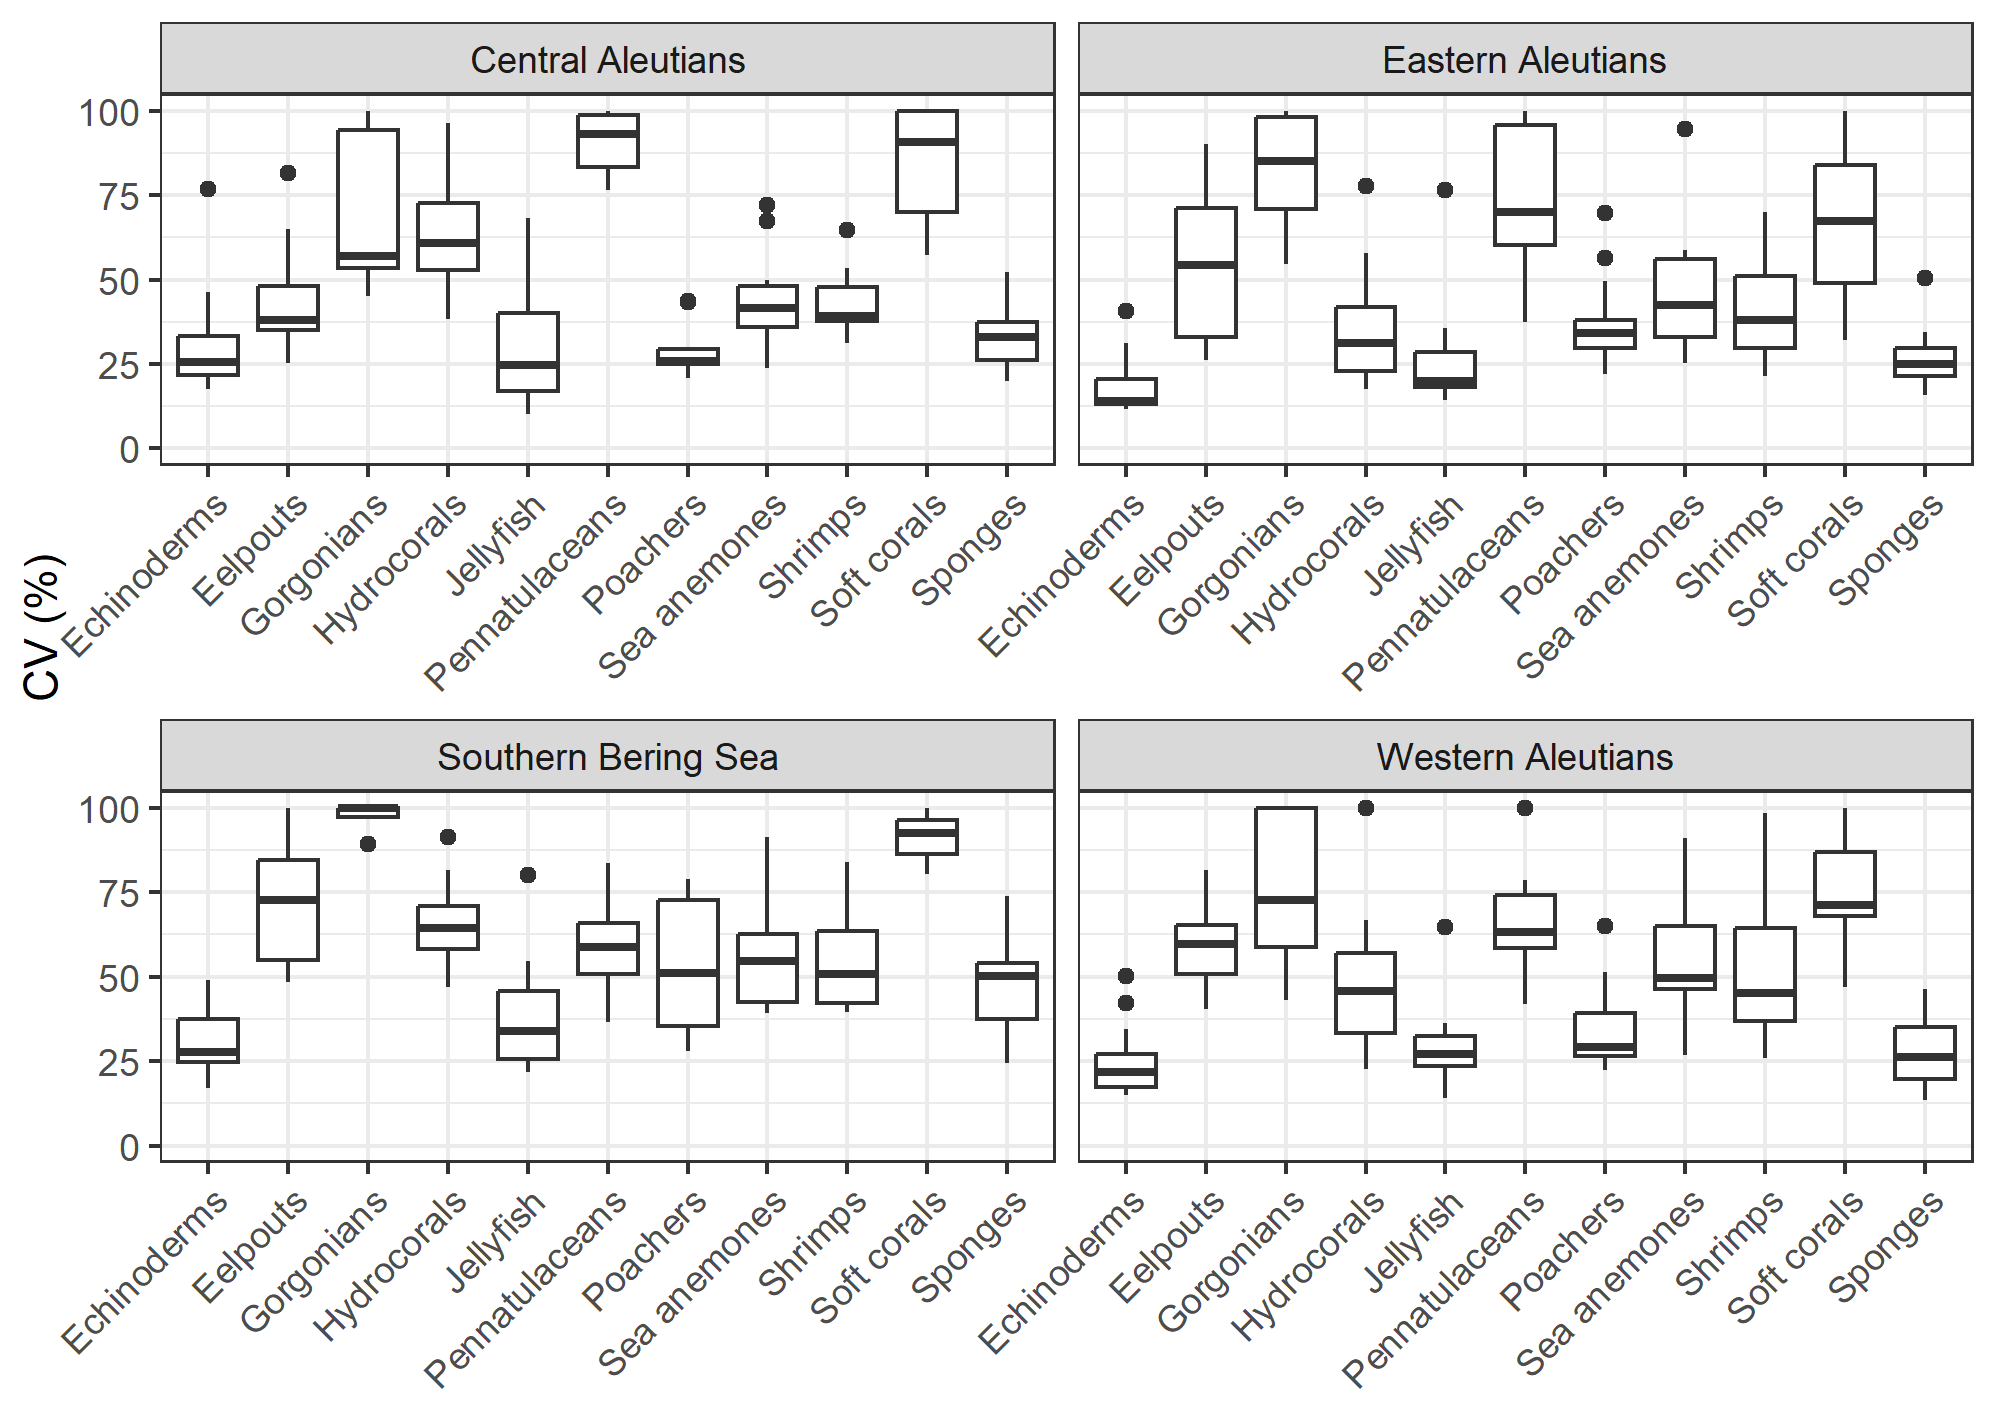 CV (%)
Central Aleutians
Eastern Aleutians
100
75
50
25
0
Echinoderms
Eelpouts
Gorgonians
Hydrocorals
Jellyfish
Pennatulaceans
Poachers
Sea anemones
Shrimps
Soft corals
Sponges
Echinoderms
Eelpouts
Gorgonians
Hydrocorals
Jellyfish
Pennatulaceans
Poachers
Sea anemones
Shrimps
Soft corals
Sponges
Southern Bering Sea
Western Aleutians
100
75
50
25
0
Echinoderms
Eelpouts
Gorgonians
Hydrocorals
Jellyfish
Pennatulaceans
Poachers
Sea anemones
Shrimps
Soft corals
Sponges
Echinoderms
Eelpouts
Gorgonians
Hydrocorals
Jellyfish
Pennatulaceans
Poachers
Sea anemones
Shrimps
Soft corals
Sponges